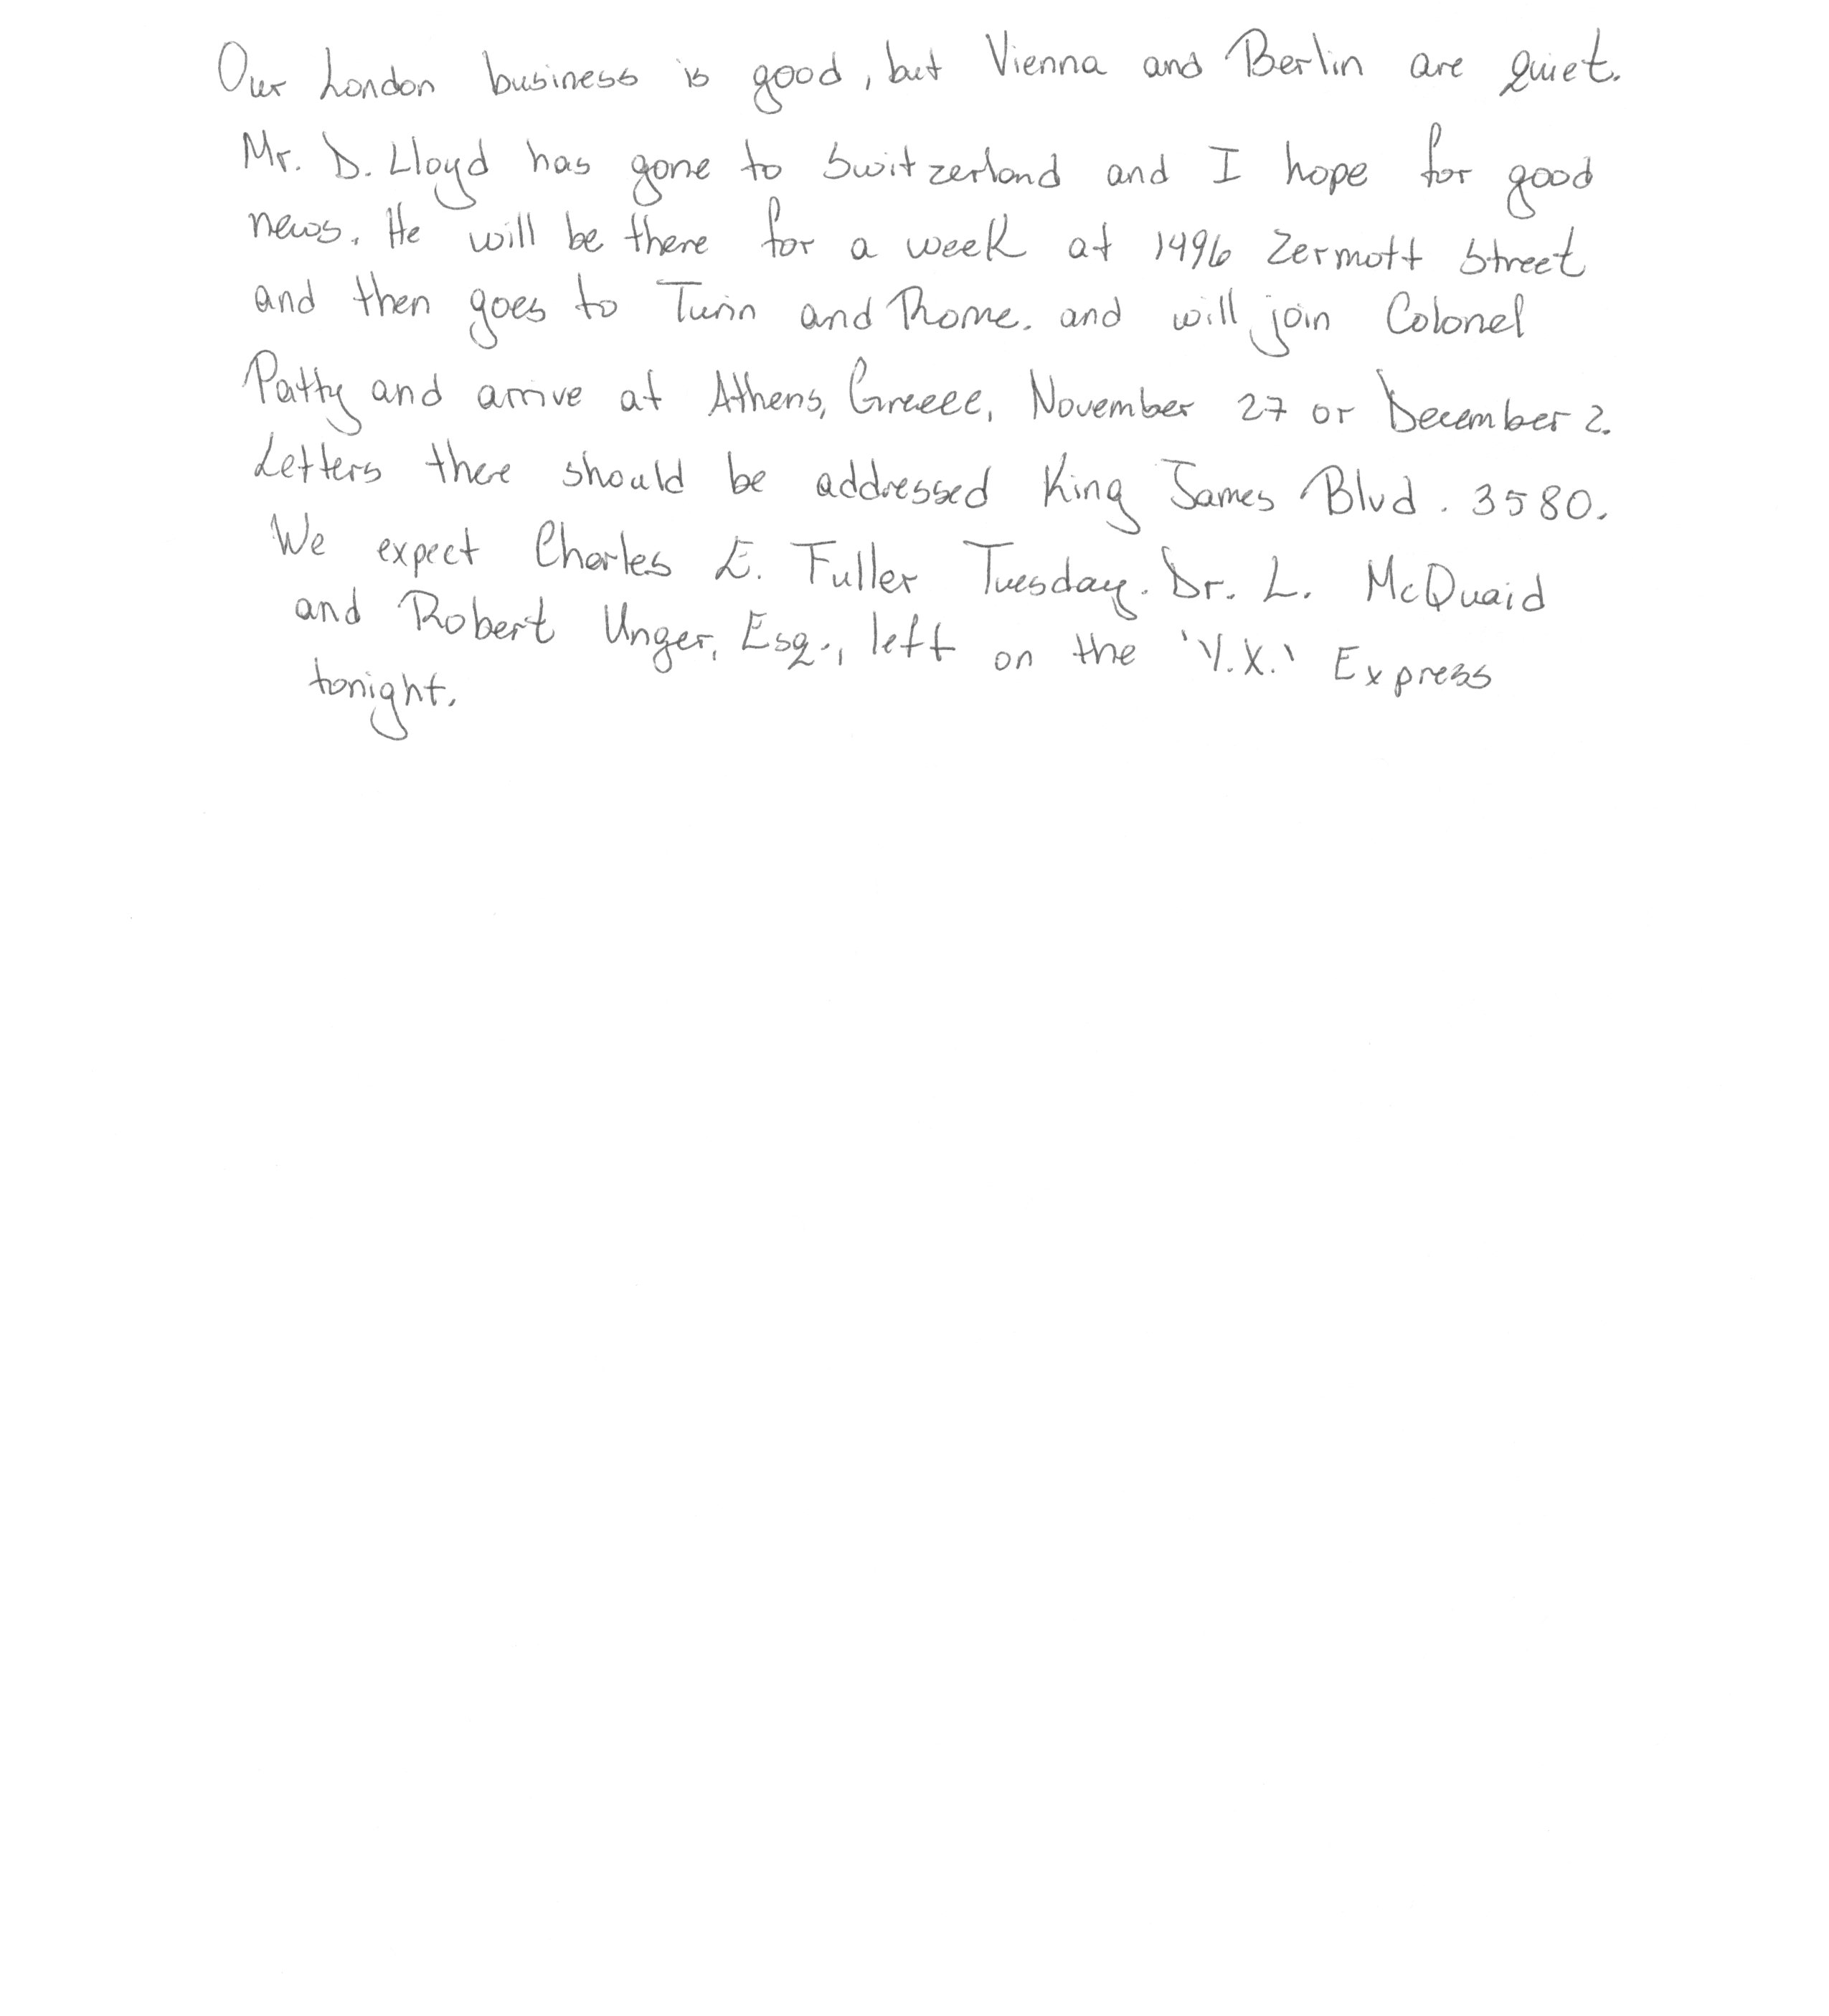 Our London business is good, but Vienna and Berlin are quiet.
Mr. D. Lloyd has gone to Switzerland and I hope for good
news. He will be there for a week at 1496 Zermott Street
and then goes to Turin and Rome. and will join Colonel
Patty and arrive at Athens, Greece, November 27 or December 2.
Letters there should be addressed King James Blvd. 3580.
We expect Charles E. Fuller Tuesday. Dr. L. McQuaid
and Robert Unger, Esq., left on the 'Y.X.' Express
tonight.